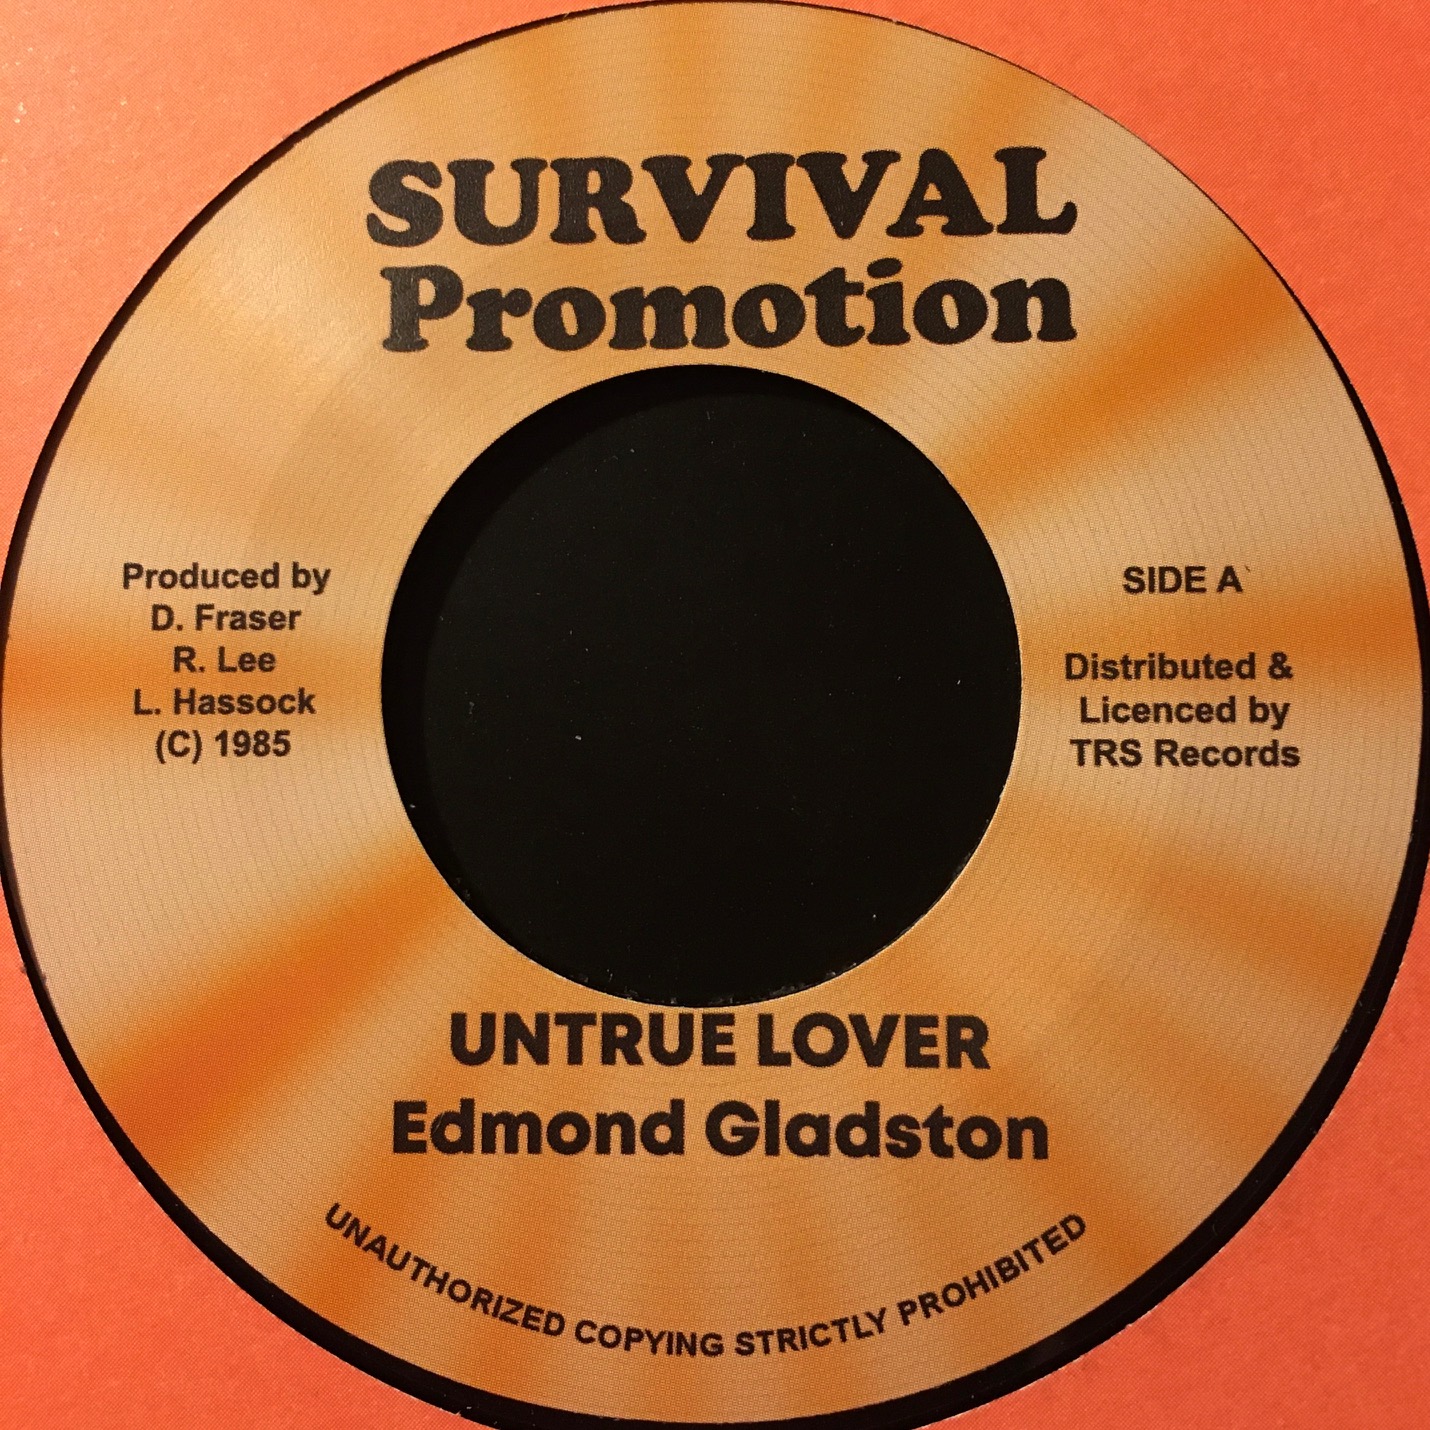 SURVIVAL
Promotion
Produced by
D. Fraser
R. Lee
L. Hassock
(C) 1985
SIDE A
Distributed &
Licenced by
TRS Records
UNTRUE LOVER
Edmond Gladston
UNAUTHORIZED COPYING STRICTLY PROHIBITED